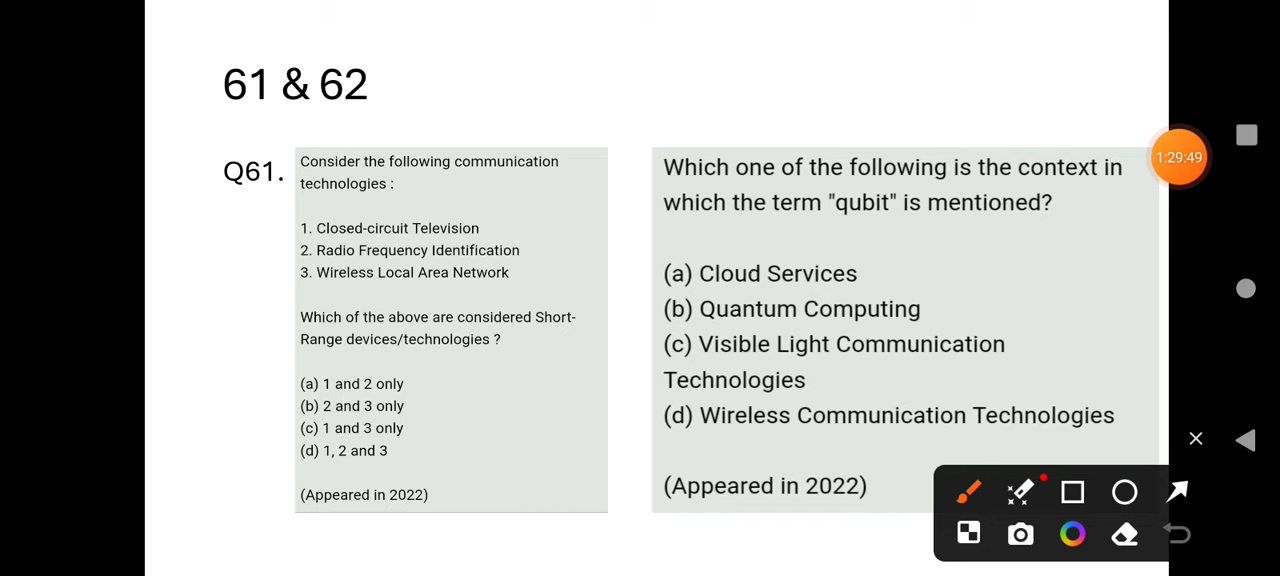 61 & 62
Q61.
Consider the following communication
technologies :
1. Closed-circuit Television
2. Radio Frequency Identification
3. Wireless Local Area Network
Which of the above are considered Short-
Range devices/technologies ?
(a) 1 and 2 only
(b) 2 and 3 only
(c) 1 and 3 only
(d) 1, 2 and 3
(Appeared in 2022)
Which one of the following is the context in
which the term "qubit" is mentioned?
(a) Cloud Services
(b) Quantum Computing
(c) Visible Light Communication
Technologies
(d) Wireless Communication Technologies
(Appeared in 2022)
1:29:49